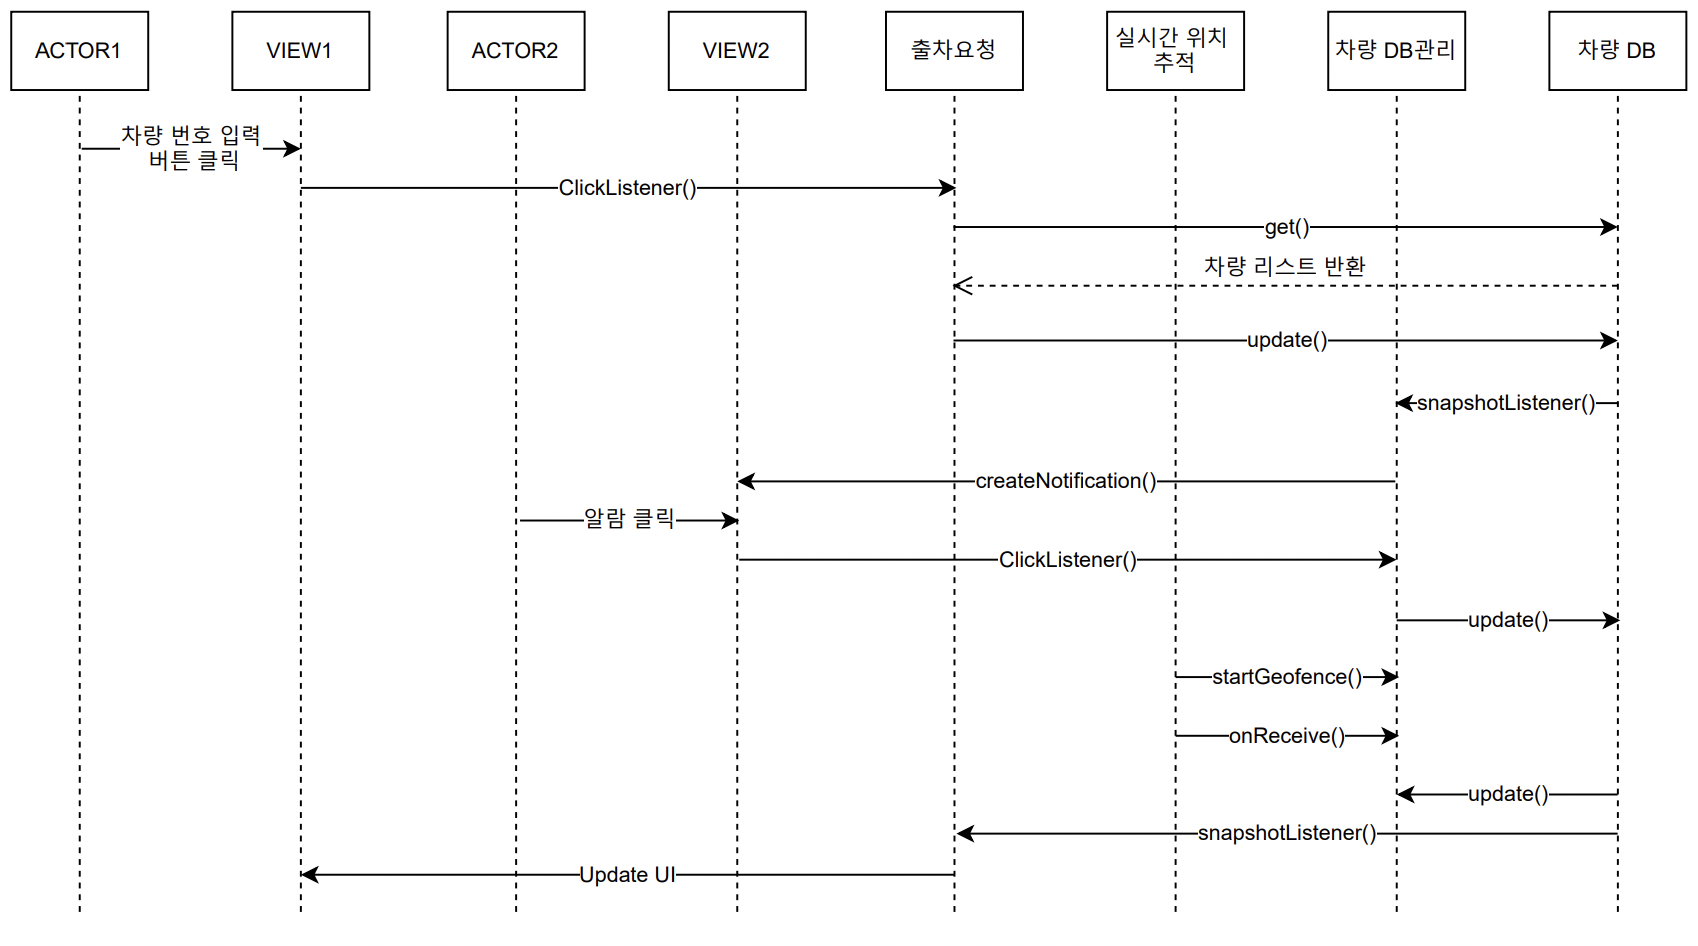 ACTOR1
VIEW1
ACTOR2
VIEW2
출차요청
실시간 위치
추적
차량 DB관리
차량 DB
차량 번호 입력
버튼 클릭
ClickListener()
get()
차량 리스트 반환
update()
snapshotListener()
createNotification()
알람 클릭
ClickListener()
update()
startGeofence()
onReceive()
update()
snapshotListener()
Update UI